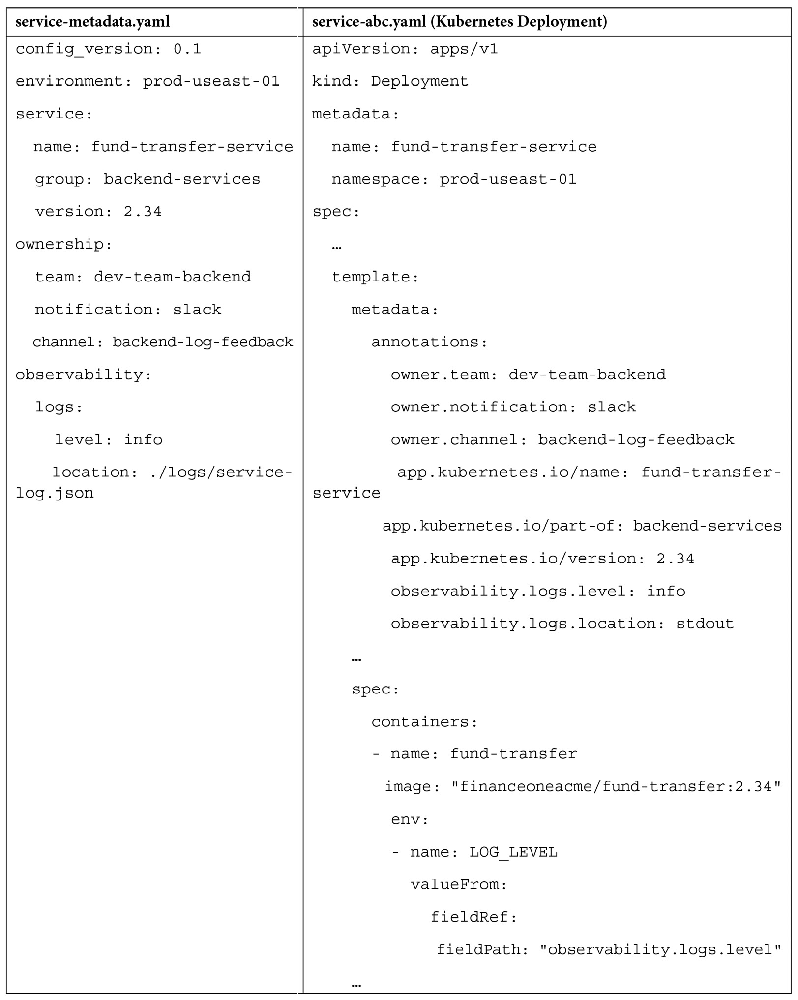 service-metadata.yaml
config_version: 0.1
environment: prod-useast-01
service:
name: fund-transfer-service
group: backend-services
version: 2.34
ownership:
team: dev-team-backend
notification: slack
channel: backend-log-feedback
observability:
logs:
level: info
location: ./logs/service-
log.json
service-abc.yaml (Kubernetes Deployment)
apiVersion: apps/v1
kind: Deployment
metadata:
name: fund-transfer-service
namespace: prod-useast-01
spec:
…
template:
metadata:
annotations:
owner.team: dev-team-backend
owner.notification: slack
owner.channel: backend-log-feedback
app.kubernetes.io/name: fund-transfer-
service
app.kubernetes.io/part-of: backend-services
app.kubernetes.io/version: 2.34
observability.logs.level: info
observability.logs.location: stdout
…
spec:
containers:
- name: fund-transfer
image: "financeoneacme/fund-transfer:2.34"
env:
- name: LOG_LEVEL
valueFrom:
fieldRef:
fieldPath: "observability.logs.level"
…